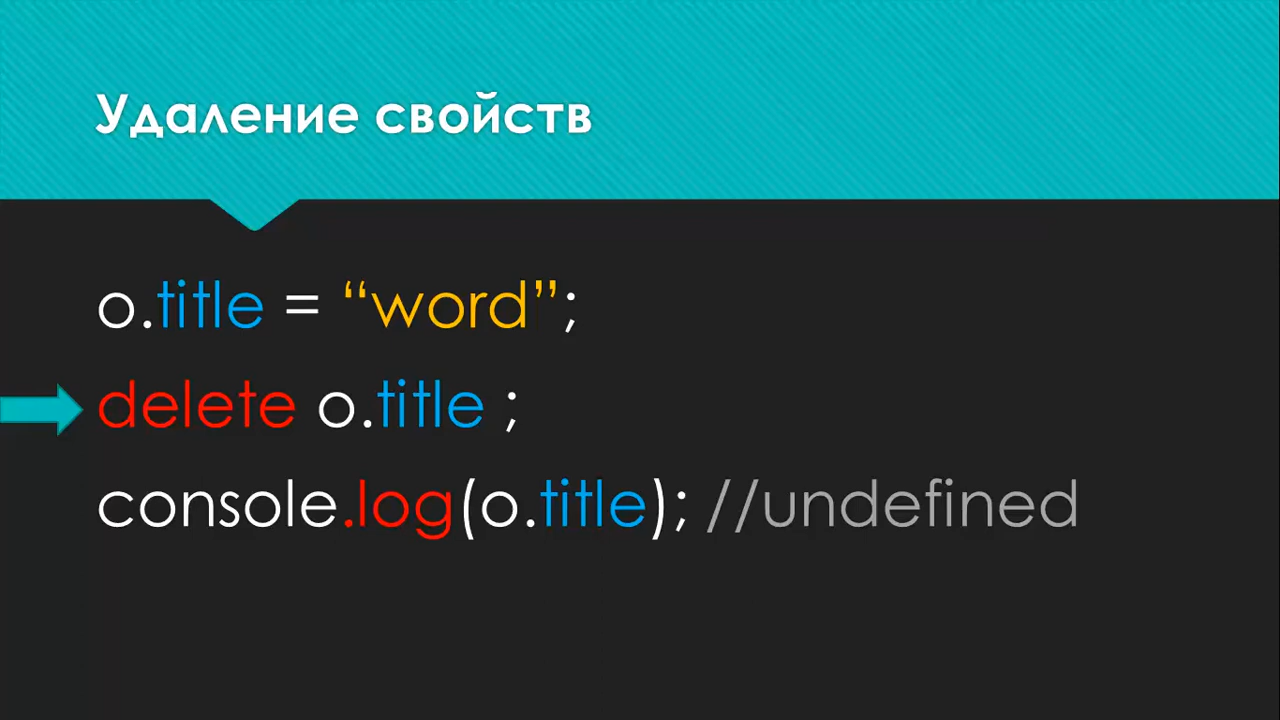 Удаление свойств
o.title = “word”;
delete o.title ;
console.log(o.title); //undefined